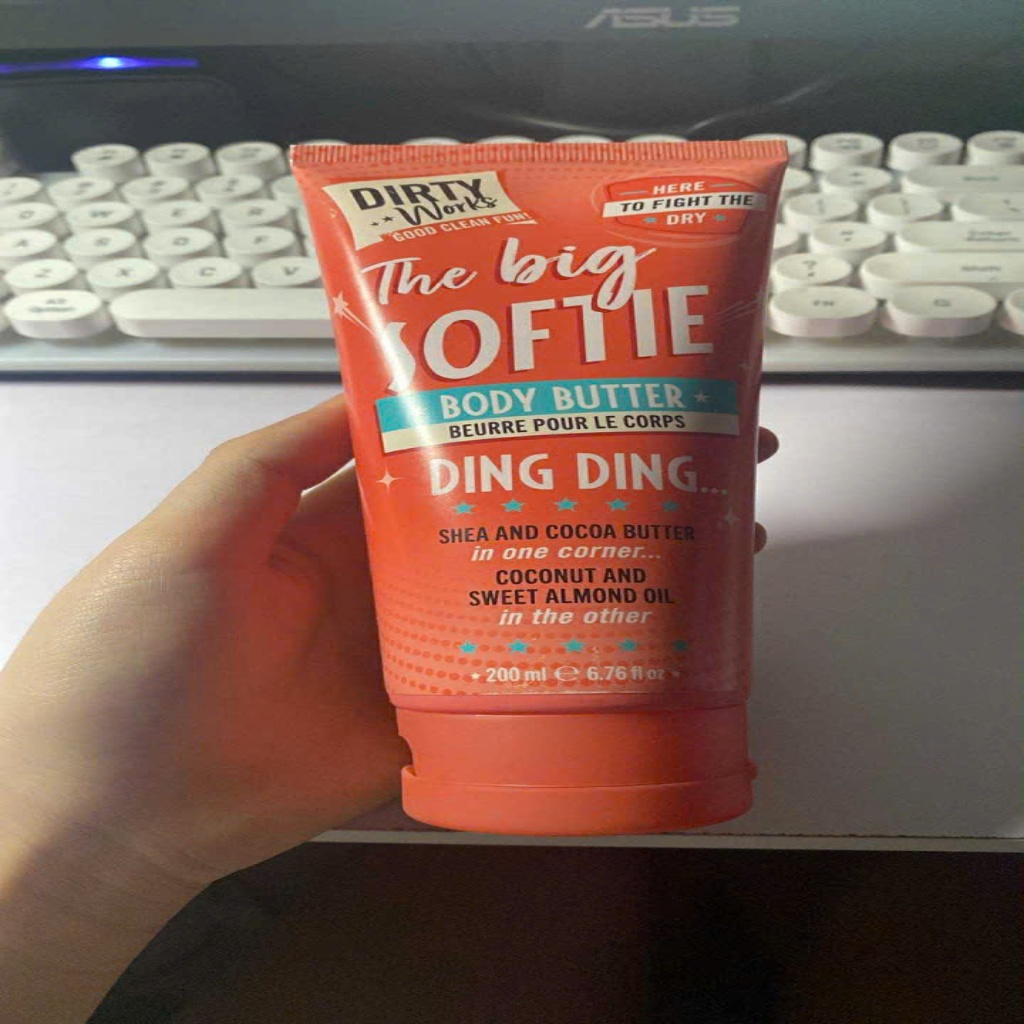 ASUS
DIRTY
Works
GOOD CLEAN FUN!
HERE
TO FIGHT THE
DRY
The big
SOFTIE
BODY BUTTER
BEURRE POUR LE CORPS
DING DING...
SHEA AND COCOA BUTTER
in one corner...
COCONUT AND
SWEET ALMOND OIL
in the other
200 ml e 6.76 fl oz
Z X C V